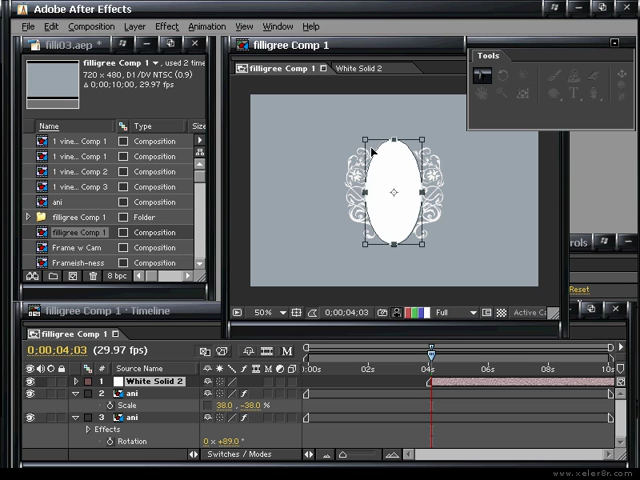 Adobe After Effects
File Edit Composition Layer Effect Animation View Window Help
filli03.aep *
filligree Comp 1
filligree Comp 1 , used 2 time
720 x 480, D1/DV NTSC (0.9)
Δ 0;00;10;00, 29.97 fps
Name Type Size
1 vine... Comp 1 Composition
1 vine... Comp 1 Composition
1 vine... Comp 2 Composition
1 vine... Comp 3 Composition
ani Composition
filligree Comp 1 Folder
filligree Comp 1 Composition
Frame w Cam Composition
Frameish-ness Composition
8 bpc
filligree Comp 1 White Solid 2
50% 0;00;04;03 Full Active Ca
Tools
rols
Reset
filligree Comp 1 · Timeline
filligree Comp 1
0;00;04;03 (29.97 fps)
# Source Name
0:00s 02s 04s 06s 08s 10s
1 White Solid 2
2 ani
Scale 38.0, -38.0 %
3 ani
Effects
Rotation 0 x +89.0 °
Switches / Modes
www.xeler8r.com